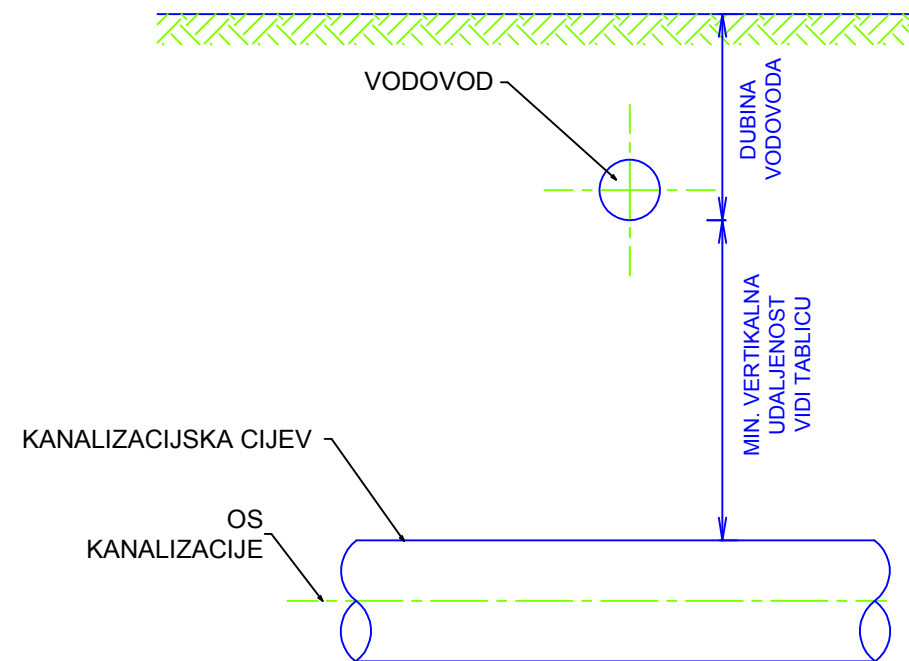 VODOVOD
DUBINA
VODOVODA
MIN. VERTIKALNA
UDALJENOST
VIDI TABLICU
KANALIZACIJSKA CIJEV
OS
KANALIZACIJE